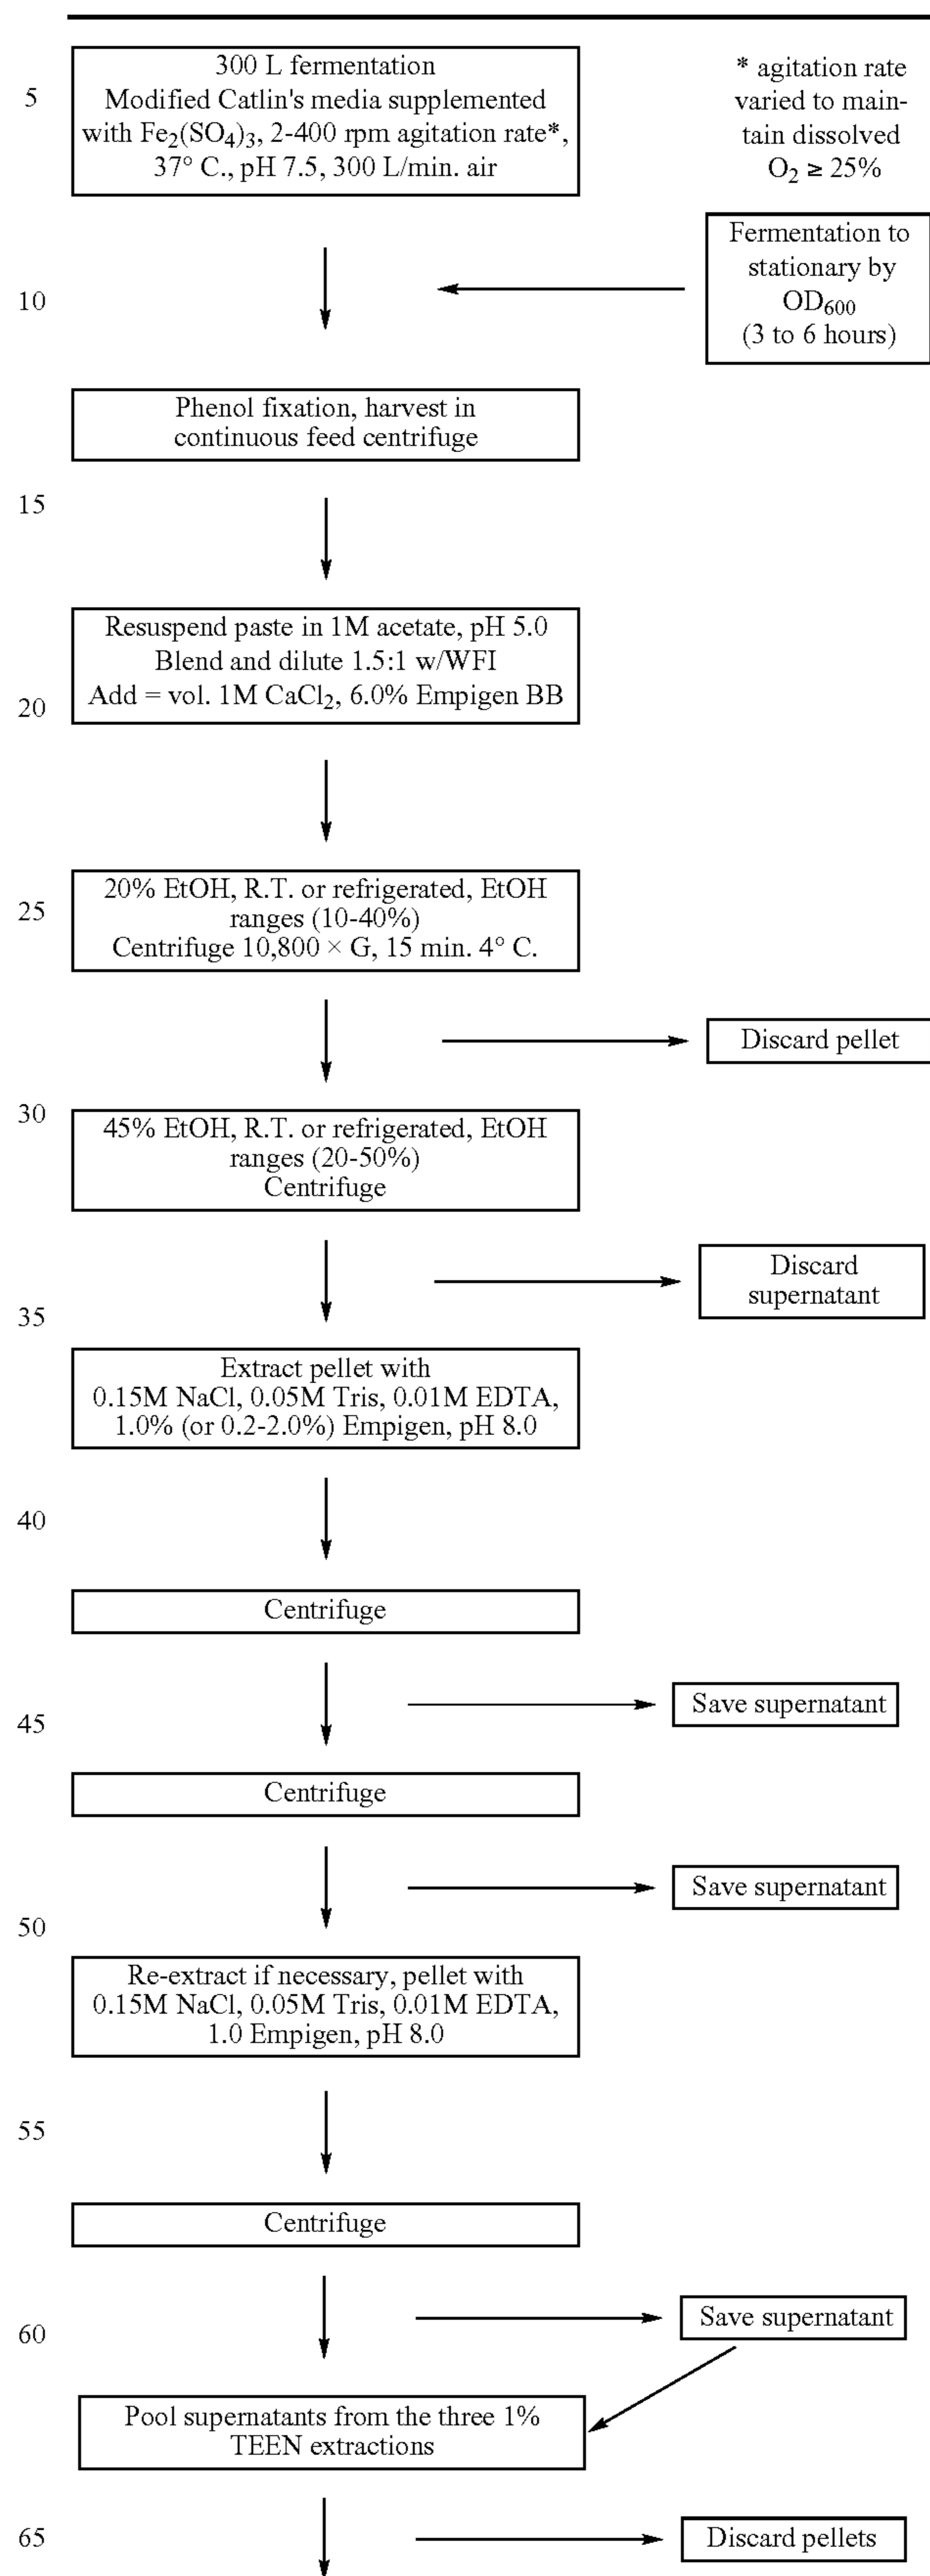 5
300 L fermentation
Modified Catlin's media supplemented
with Fe₂(SO₄)₃, 2-400 rpm agitation rate*,
37° C., pH 7.5, 300 L/min. air
* agitation rate
varied to main-
tain dissolved
O₂ ≥ 25%
10
Fermentation to
stationary by
OD₆₀₀
(3 to 6 hours)
Phenol fixation, harvest in
continuous feed centrifuge
15
Resuspend paste in 1M acetate, pH 5.0
Blend and dilute 1.5:1 w/WFI
Add = vol. 1M CaCl₂, 6.0% Empigen BB
20
25
20% EtOH, R.T. or refrigerated, EtOH
ranges (10-40%)
Centrifuge 10,800 × G, 15 min. 4° C.
Discard pellet
30
45% EtOH, R.T. or refrigerated, EtOH
ranges (20-50%)
Centrifuge
Discard
supernatant
35
Extract pellet with
0.15M NaCl, 0.05M Tris, 0.01M EDTA,
1.0% (or 0.2-2.0%) Empigen, pH 8.0
40
Centrifuge
Save supernatant
45
Centrifuge
Save supernatant
50
Re-extract if necessary, pellet with
0.15M NaCl, 0.05M Tris, 0.01M EDTA,
1.0 Empigen, pH 8.0
55
Centrifuge
Save supernatant
60
Pool supernatants from the three 1%
TEEN extractions
65
Discard pellets